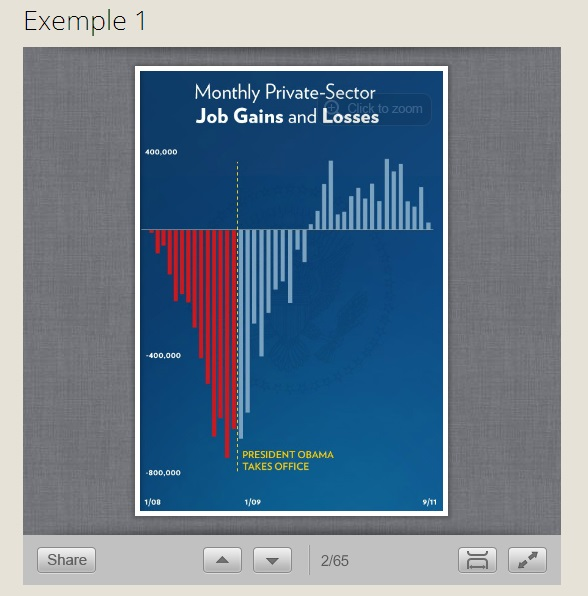 Exemple 1
Monthly Private-Sector
Click to zoom
Job Gains and Losses
400,000
-400,000
PRESIDENT OBAMA
TAKES OFFICE
-800,000
1/08 1/09 9/11
Share 2/65